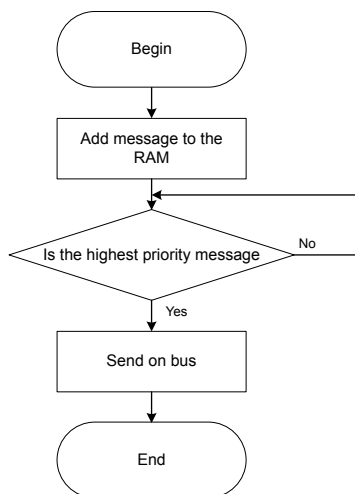 Begin
Add message to the
RAM
Is the highest priority message
No
Yes
Send on bus
End